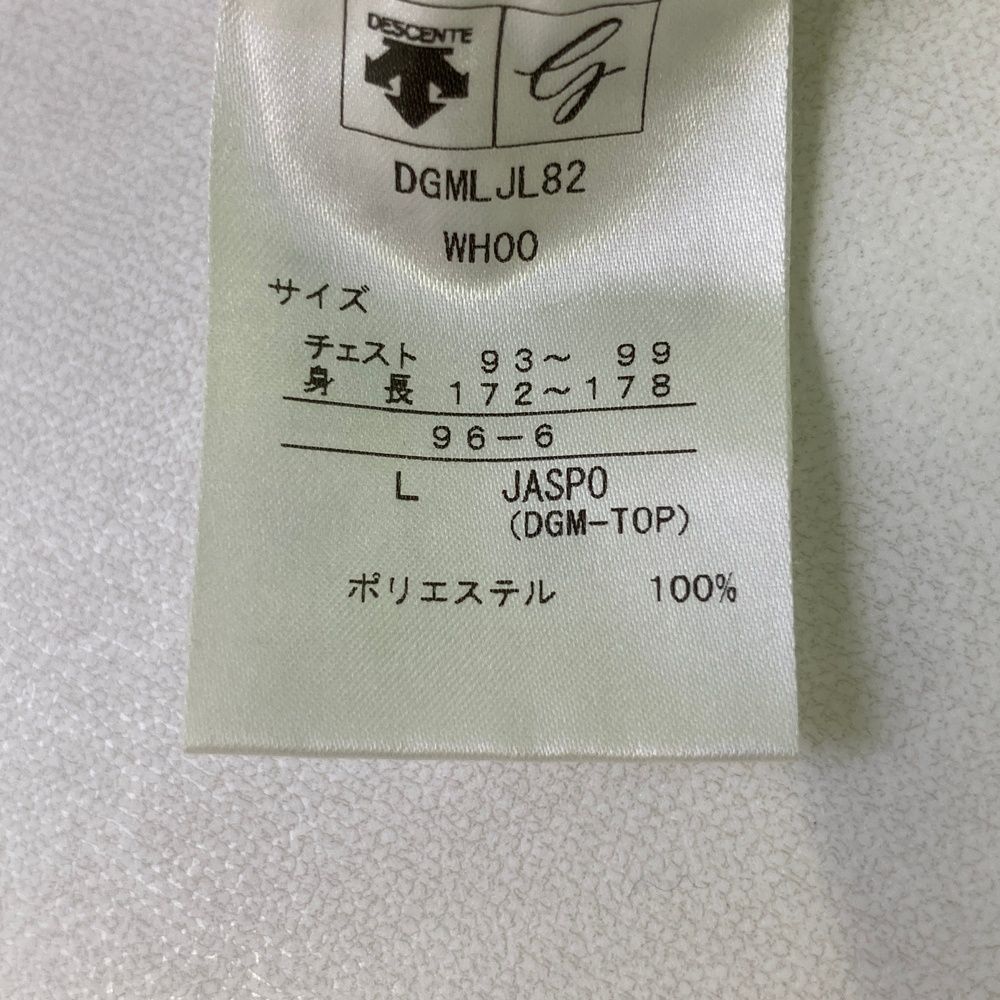 DESCENTE
G
DGMLJL82
WH00
サイズ
チェスト 93～ 99
身 長 172～178
96－6
L JASPO
(DGM-TOP)
ポリエステル 100%